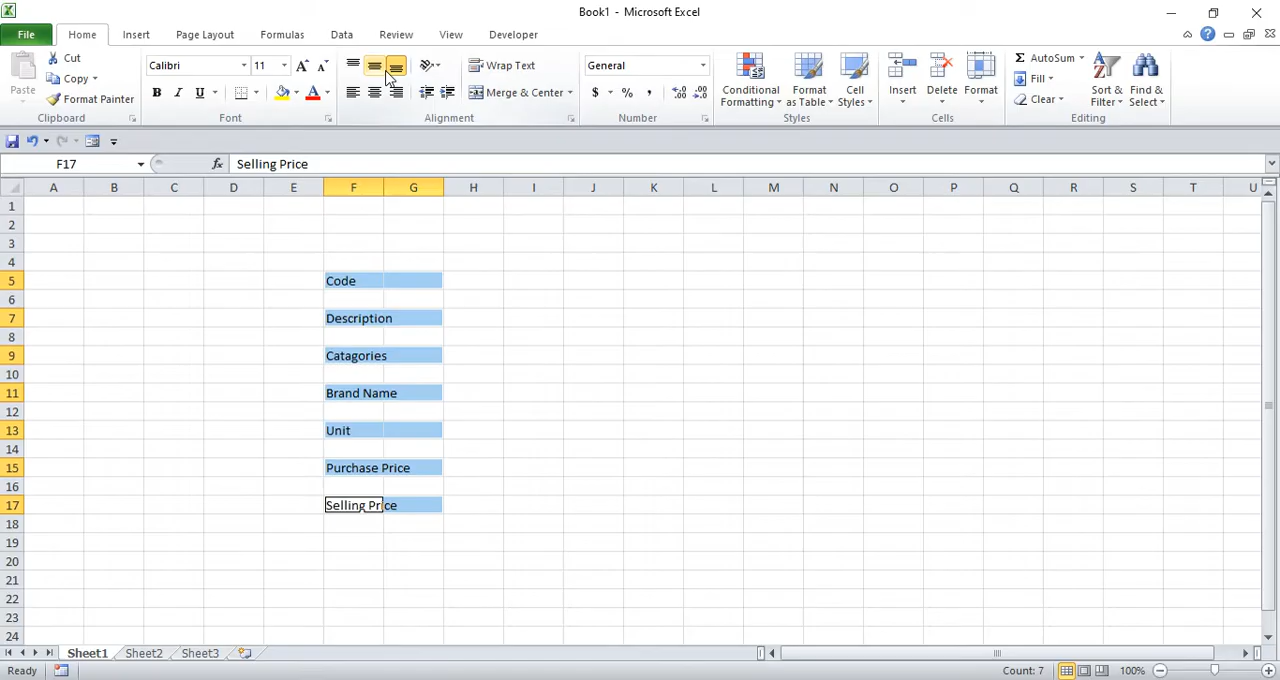 Book1 - Microsoft Excel
File Home Insert Page Layout Formulas Data Review View Developer
Cut
Copy
Format Painter
Paste
Clipboard
Calibri 11
B I U
Font
Wrap Text
Merge & Center
Alignment
General
$ % ,
Number
Conditional Formatting
Format as Table
Cell Styles
Styles
Insert Delete Format
Cells
AutoSum
Fill
Clear
Sort & Filter
Find & Select
Editing
F17 fx Selling Price
A B C D E F G H I J K L M N O P Q R S T U
1
2
3
4
5 Code
6
7 Description
8
9 Catagories
10
11 Brand Name
12
13 Unit
14
15 Purchase Price
16
17 Selling Price
18
19
20
21
22
23
24
Sheet1 Sheet2 Sheet3
Ready Count: 7 100%